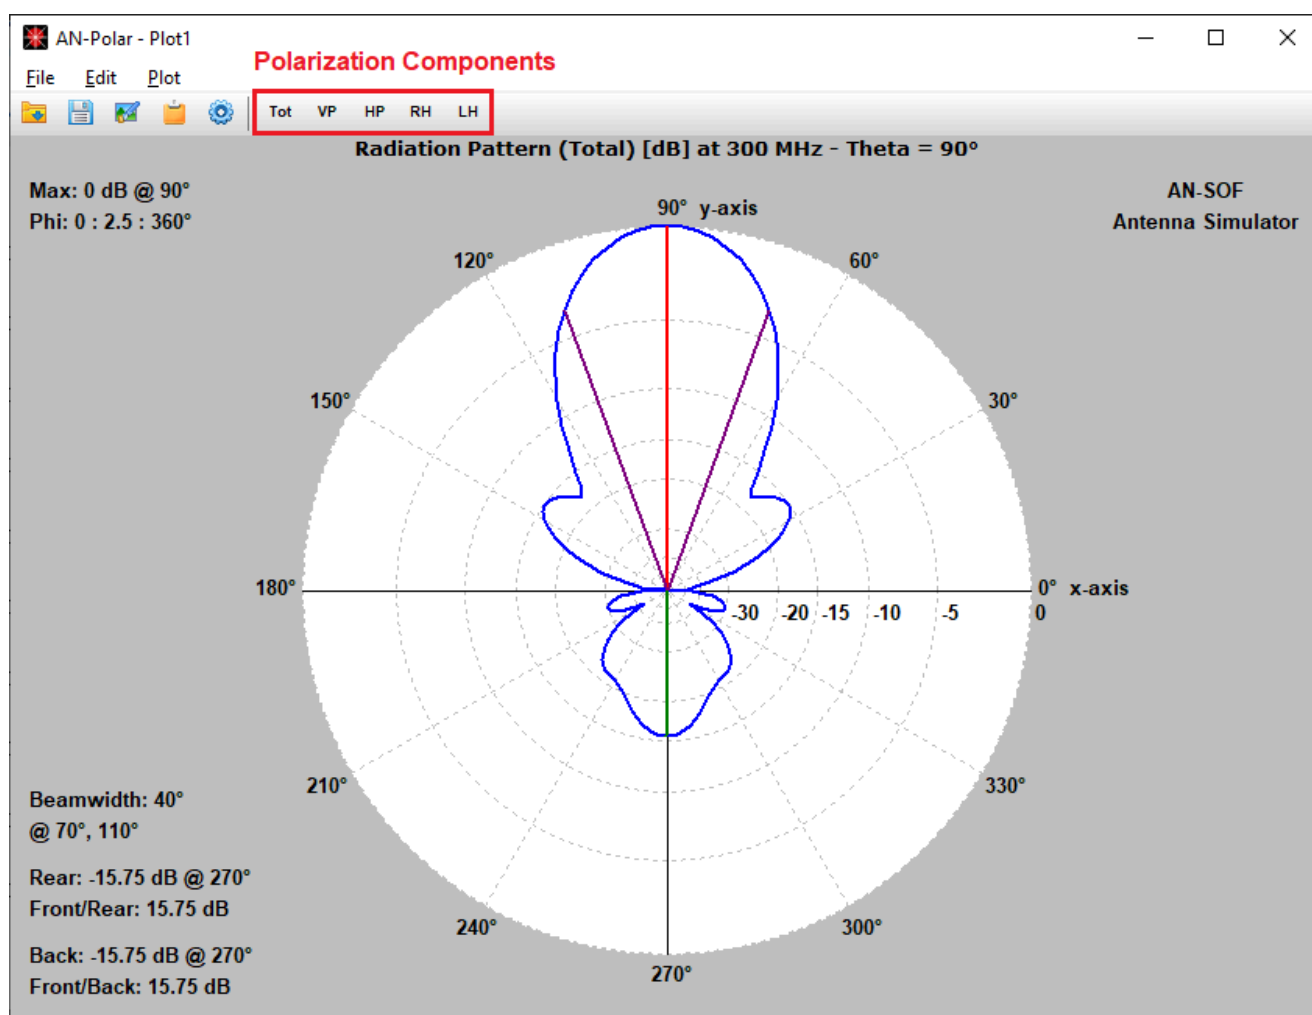 AN-Polar - Plot1
Polarization Components
File Edit Plot
Tot VP HP RH LH
Radiation Pattern (Total) [dB] at 300 MHz - Theta = 90°
Max: 0 dB @ 90°
Phi: 0 : 2.5 : 360°
AN-SOF
Antenna Simulator
90° y-axis
120°
60°
150°
30°
180°
0° x-axis
-30 -20 -15 -10 -5 0
210°
330°
Beamwidth: 40°
@ 70°, 110°
Rear: -15.75 dB @ 270°
Front/Rear: 15.75 dB
240°
300°
Back: -15.75 dB @ 270°
Front/Back: 15.75 dB
270°